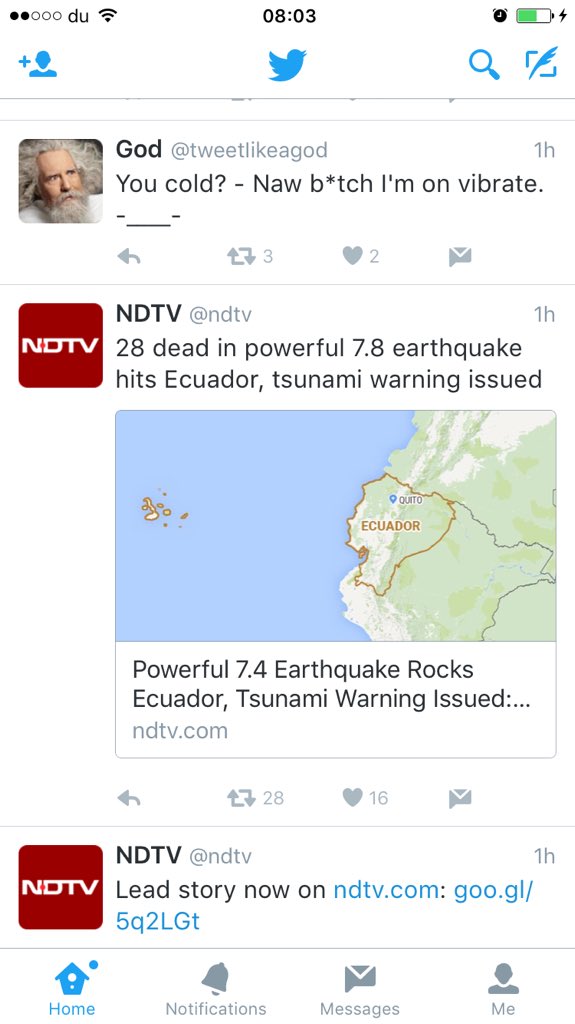 du 08:03
God @tweetlikeagod 1h
You cold? - Naw b*tch I'm on vibrate.
-____-
3 2
NDTV
NDTV @ndtv 1h
28 dead in powerful 7.8 earthquake
hits Ecuador, tsunami warning issued
QUITO
ECUADOR
Powerful 7.4 Earthquake Rocks
Ecuador, Tsunami Warning Issued:...
ndtv.com
28 16
NDTV
NDTV @ndtv 1h
Lead story now on ndtv.com: goo.gl/
5q2LGt
Home Notifications Messages Me